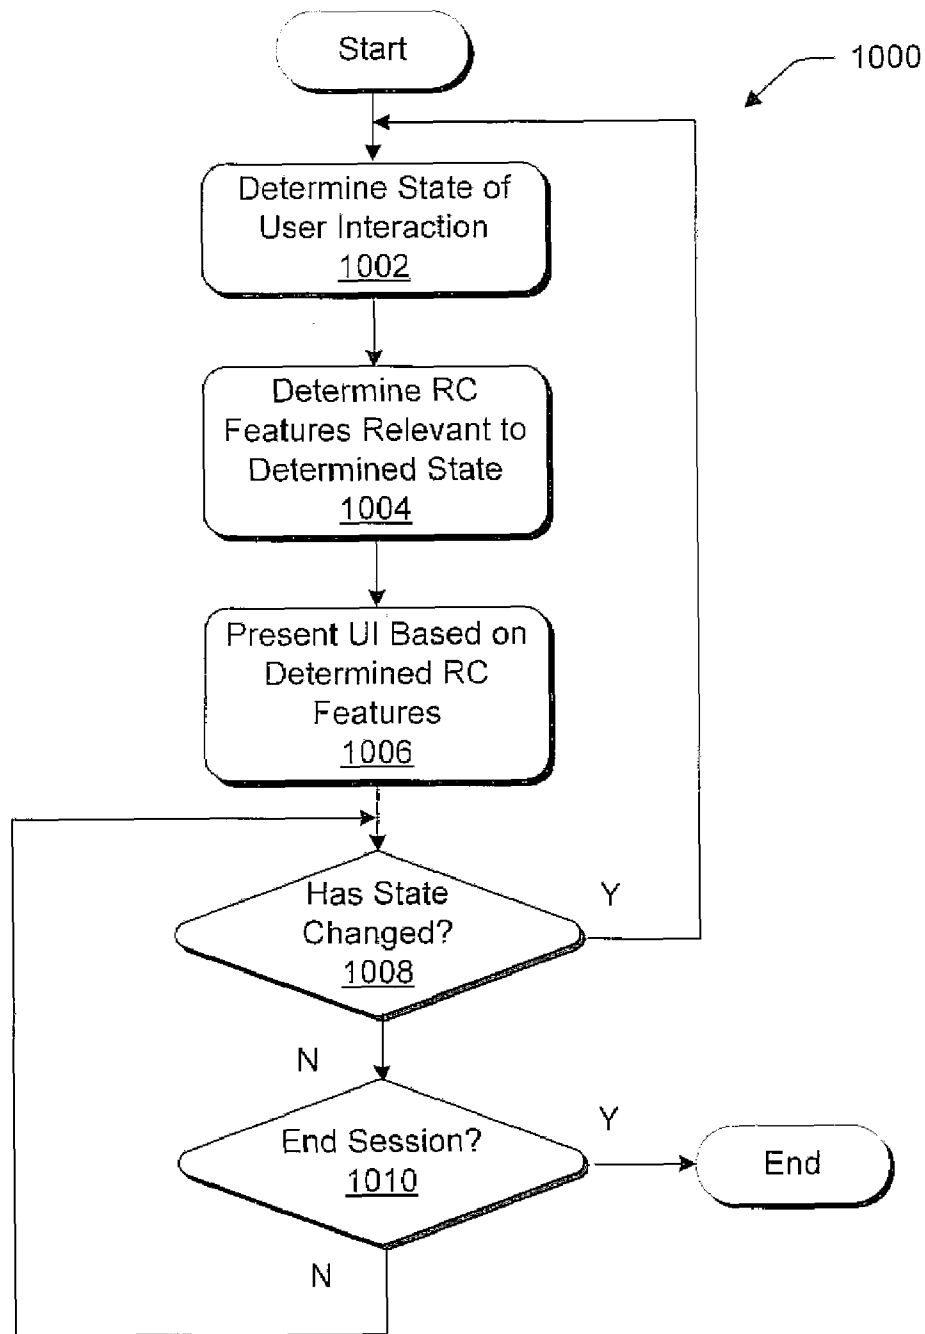 Start
1000
Determine State of
User Interaction
1002
Determine RC
Features Relevant to
Determined State
1004
Present UI Based on
Determined RC
Features
1006
Has State
Changed?
1008
Y
N
End Session?
1010
Y
End
N